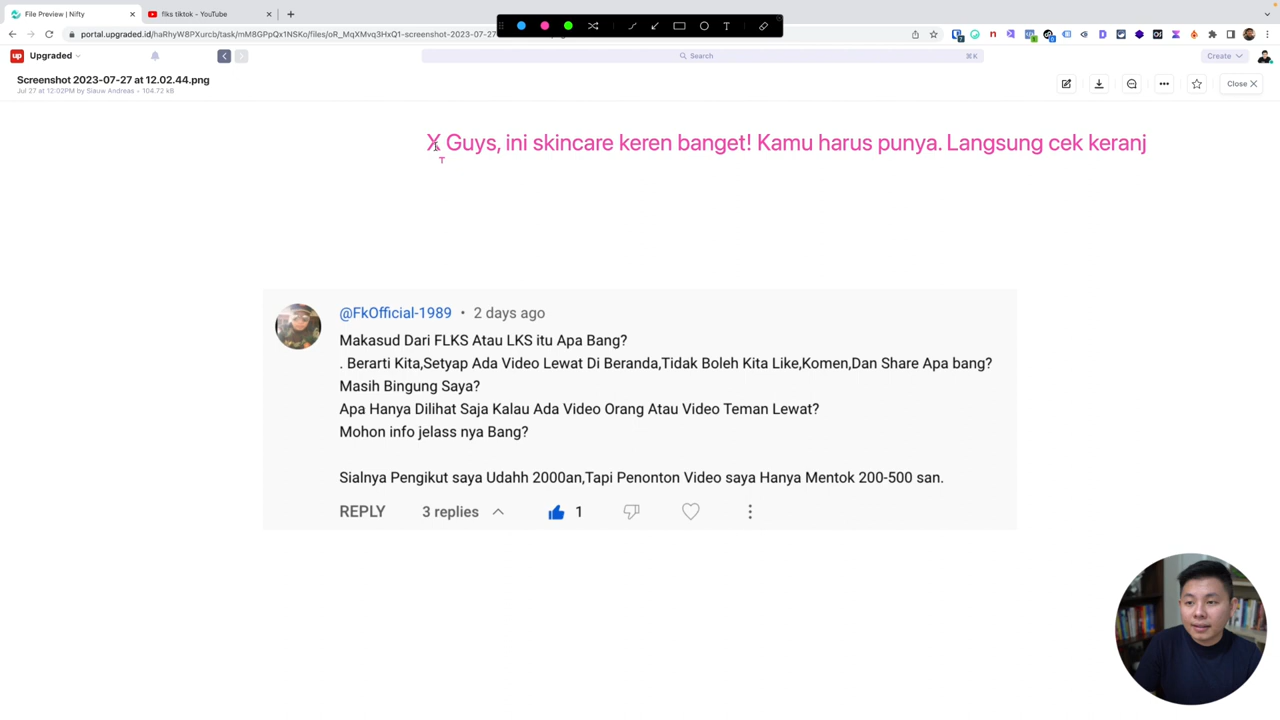 File Preview | Nifty
flks tiktok - YouTube
portal.upgraded.id/haRhyW8PXurcb/task/mM8GPpQx1NSKo/files/oR_MqXMvq3HxQ1-screenshot-2023-07-27-
T
up Upgraded
Search
⌘K
Create
Screenshot 2023-07-27 at 12.02.44.png
Jul 27 at 12:02PM by Siauw Andreas • 104.72 kB
Close X
X Guys, ini skincare keren banget! Kamu harus punya. Langsung cek keranj
T
@FkOfficial-1989 • 2 days ago
Makasud Dari FLKS Atau LKS itu Apa Bang?
. Berarti Kita,Setyap Ada Video Lewat Di Beranda,Tidak Boleh Kita Like,Komen,Dan Share Apa bang?
Masih Bingung Saya?
Apa Hanya Dilihat Saja Kalau Ada Video Orang Atau Video Teman Lewat?
Mohon info jelass nya Bang?
Sialnya Pengikut saya Udahh 2000an,Tapi Penonton Video saya Hanya Mentok 200-500 san.
REPLY 3 replies 1